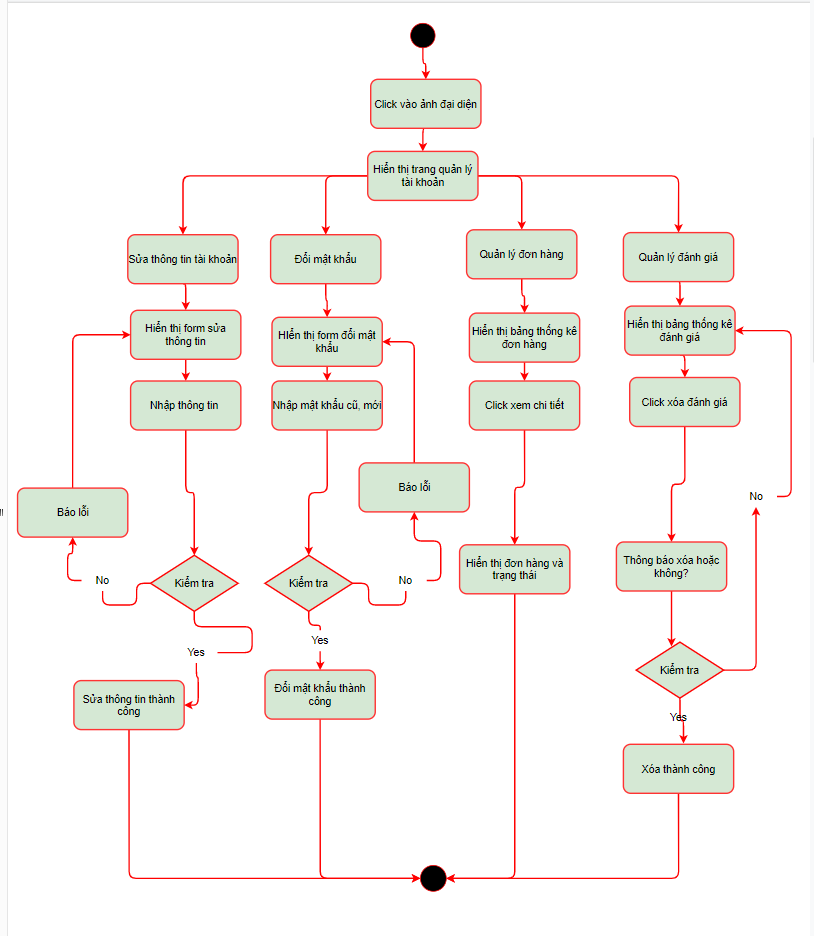 Click vào ảnh đại diện
Hiển thị trang quản lý
tài khoản
Sửa thông tin tài khoản
Đổi mật khẩu
Quản lý đơn hàng
Quản lý đánh giá
Hiển thị form sửa
thông tin
HIển thị form đổi mật
khẩu
Hiển thị bảng thống kê
đơn hàng
Hiển thị bảng thống kê
đánh giá
Nhập thông tin
Nhập mật khẩu cũ, mới
Click xem chi tiết
Click xóa đánh giá
Báo lỗi
Báo lỗi
No
Kiểm tra
No
Kiểm tra
No
Hiển thị đơn hàng và
trạng thái
Thông báo xóa hoặc
không?
Yes
Yes
Kiểm tra
Sửa thông tin thành
công
Đổi mật khẩu thành
công
Yes
Xóa thành công